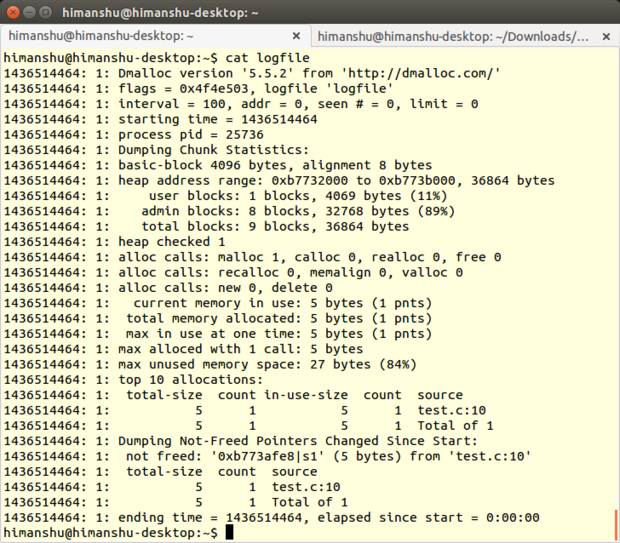 himanshu@himanshu-desktop: ~
himanshu@himanshu-desktop: ~ × himanshu@himanshu-desktop: ~/Downloads/... ×
himanshu@himanshu-desktop:~$ cat logfile
1436514464: 1: Dmalloc version '5.5.2' from 'http://dmalloc.com/'
1436514464: 1: flags = 0x4f4e503, logfile 'logfile'
1436514464: 1: interval = 100, addr = 0, seen # = 0, limit = 0
1436514464: 1: starting time = 1436514464
1436514464: 1: process pid = 25736
1436514464: 1: Dumping Chunk Statistics:
1436514464: 1: basic-block 4096 bytes, alignment 8 bytes
1436514464: 1: heap address range: 0xb7732000 to 0xb773b000, 36864 bytes
1436514464: 1:     user blocks: 1 blocks, 4069 bytes (11%)
1436514464: 1:    admin blocks: 8 blocks, 32768 bytes (89%)
1436514464: 1:    total blocks: 9 blocks, 36864 bytes
1436514464: 1: heap checked 1
1436514464: 1: alloc calls: malloc 1, calloc 0, realloc 0, free 0
1436514464: 1: alloc calls: recalloc 0, memalign 0, valloc 0
1436514464: 1: alloc calls: new 0, delete 0
1436514464: 1:   current memory in use: 5 bytes (1 pnts)
1436514464: 1:  total memory allocated: 5 bytes (1 pnts)
1436514464: 1:  max in use at one time: 5 bytes (1 pnts)
1436514464: 1: max alloced with 1 call: 5 bytes
1436514464: 1: max unused memory space: 27 bytes (84%)
1436514464: 1: top 10 allocations:
1436514464: 1:  total-size  count in-use-size  count  source
1436514464: 1:           5      1           5      1  test.c:10
1436514464: 1:           5      1           5      1  Total of 1
1436514464: 1: Dumping Not-Freed Pointers Changed Since Start:
1436514464: 1:  not freed: '0xb773afe8|s1' (5 bytes) from 'test.c:10'
1436514464: 1:  total-size  count  source
1436514464: 1:           5      1  test.c:10
1436514464: 1:           5      1  Total of 1
1436514464: 1: ending time = 1436514464, elapsed since start = 0:00:00
himanshu@himanshu-desktop:~$